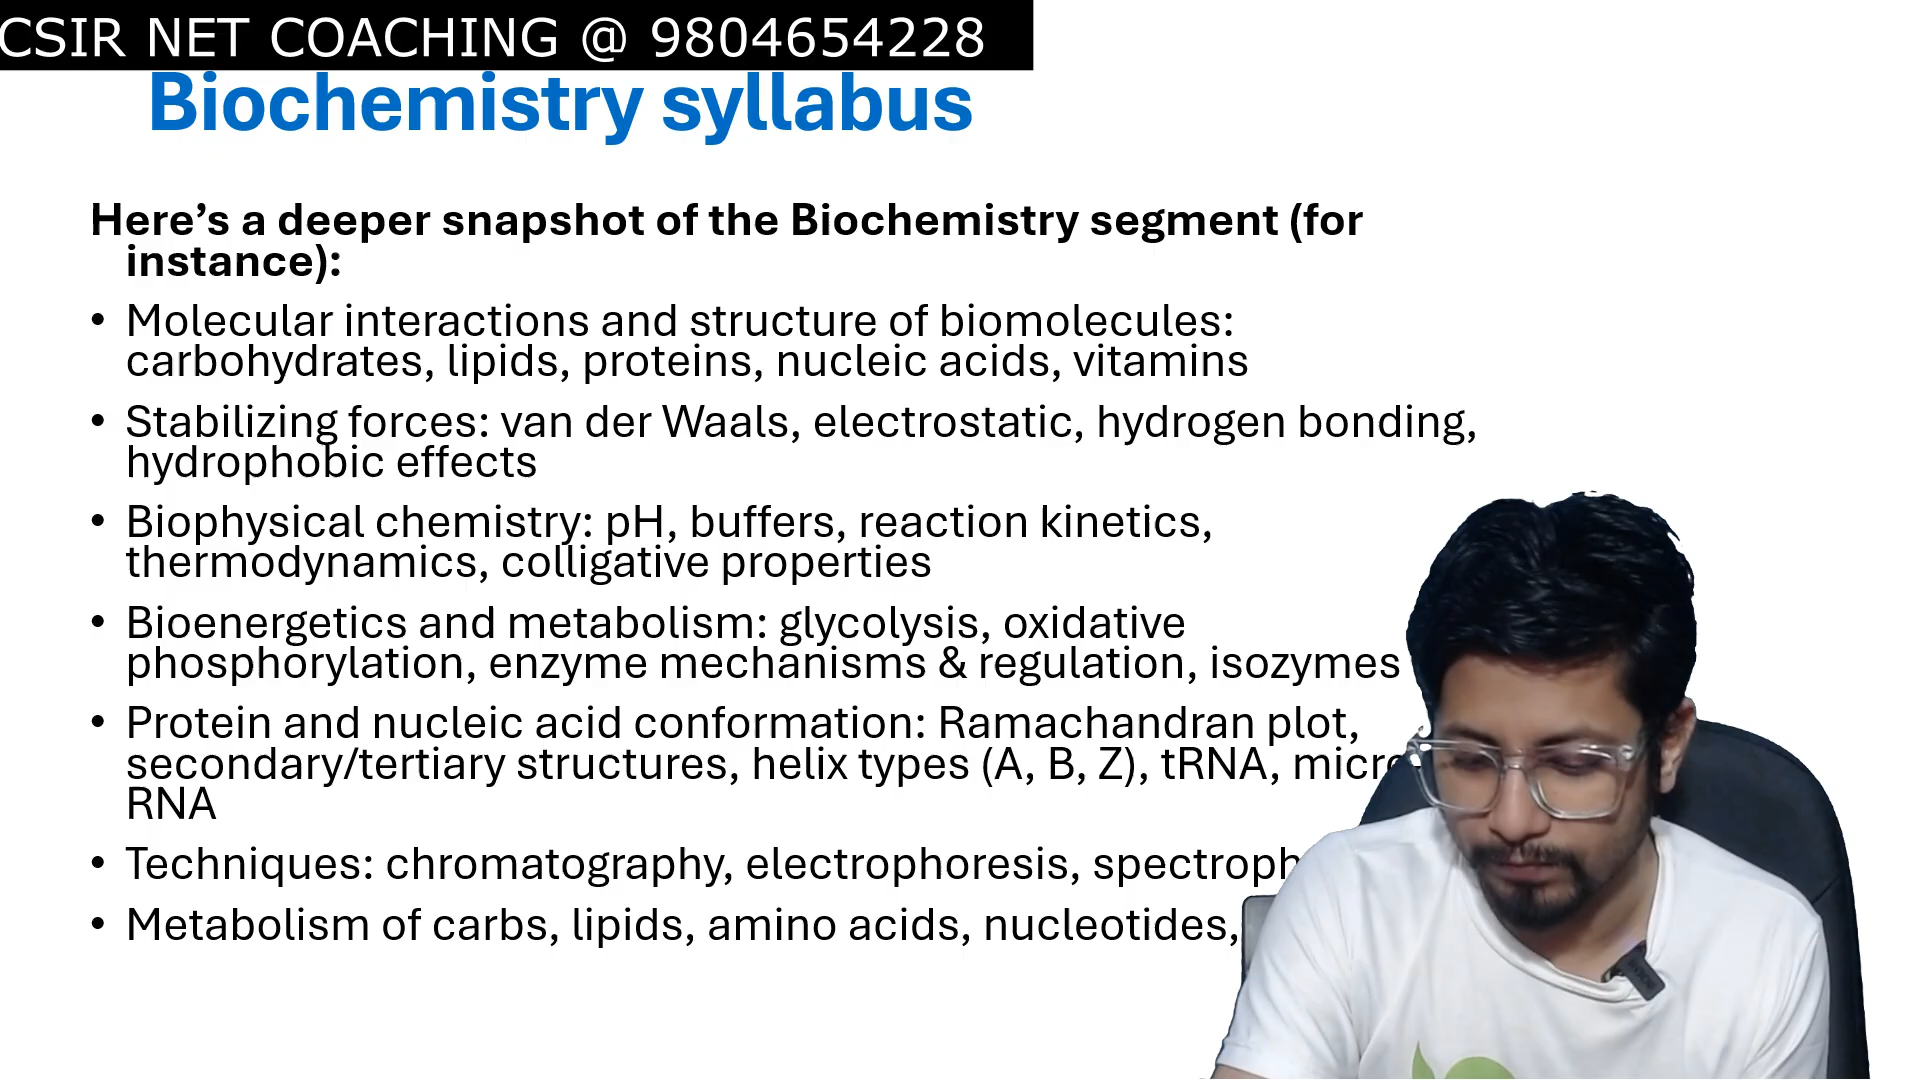 CSIR NET COACHING @ 9804654228
Biochemistry syllabus
Here’s a deeper snapshot of the Biochemistry segment (for
instance):
• Molecular interactions and structure of biomolecules:
carbohydrates, lipids, proteins, nucleic acids, vitamins
• Stabilizing forces: van der Waals, electrostatic, hydrogen bonding,
hydrophobic effects
• Biophysical chemistry: pH, buffers, reaction kinetics,
thermodynamics, colligative properties
• Bioenergetics and metabolism: glycolysis, oxidative
phosphorylation, enzyme mechanisms & regulation, isozymes
• Protein and nucleic acid conformation: Ramachandran plot,
secondary/tertiary structures, helix types (A, B, Z), tRNA, micro
RNA
• Techniques: chromatography, electrophoresis,
• Metabolism of carbs, lipids, amino acids, nucleotides,